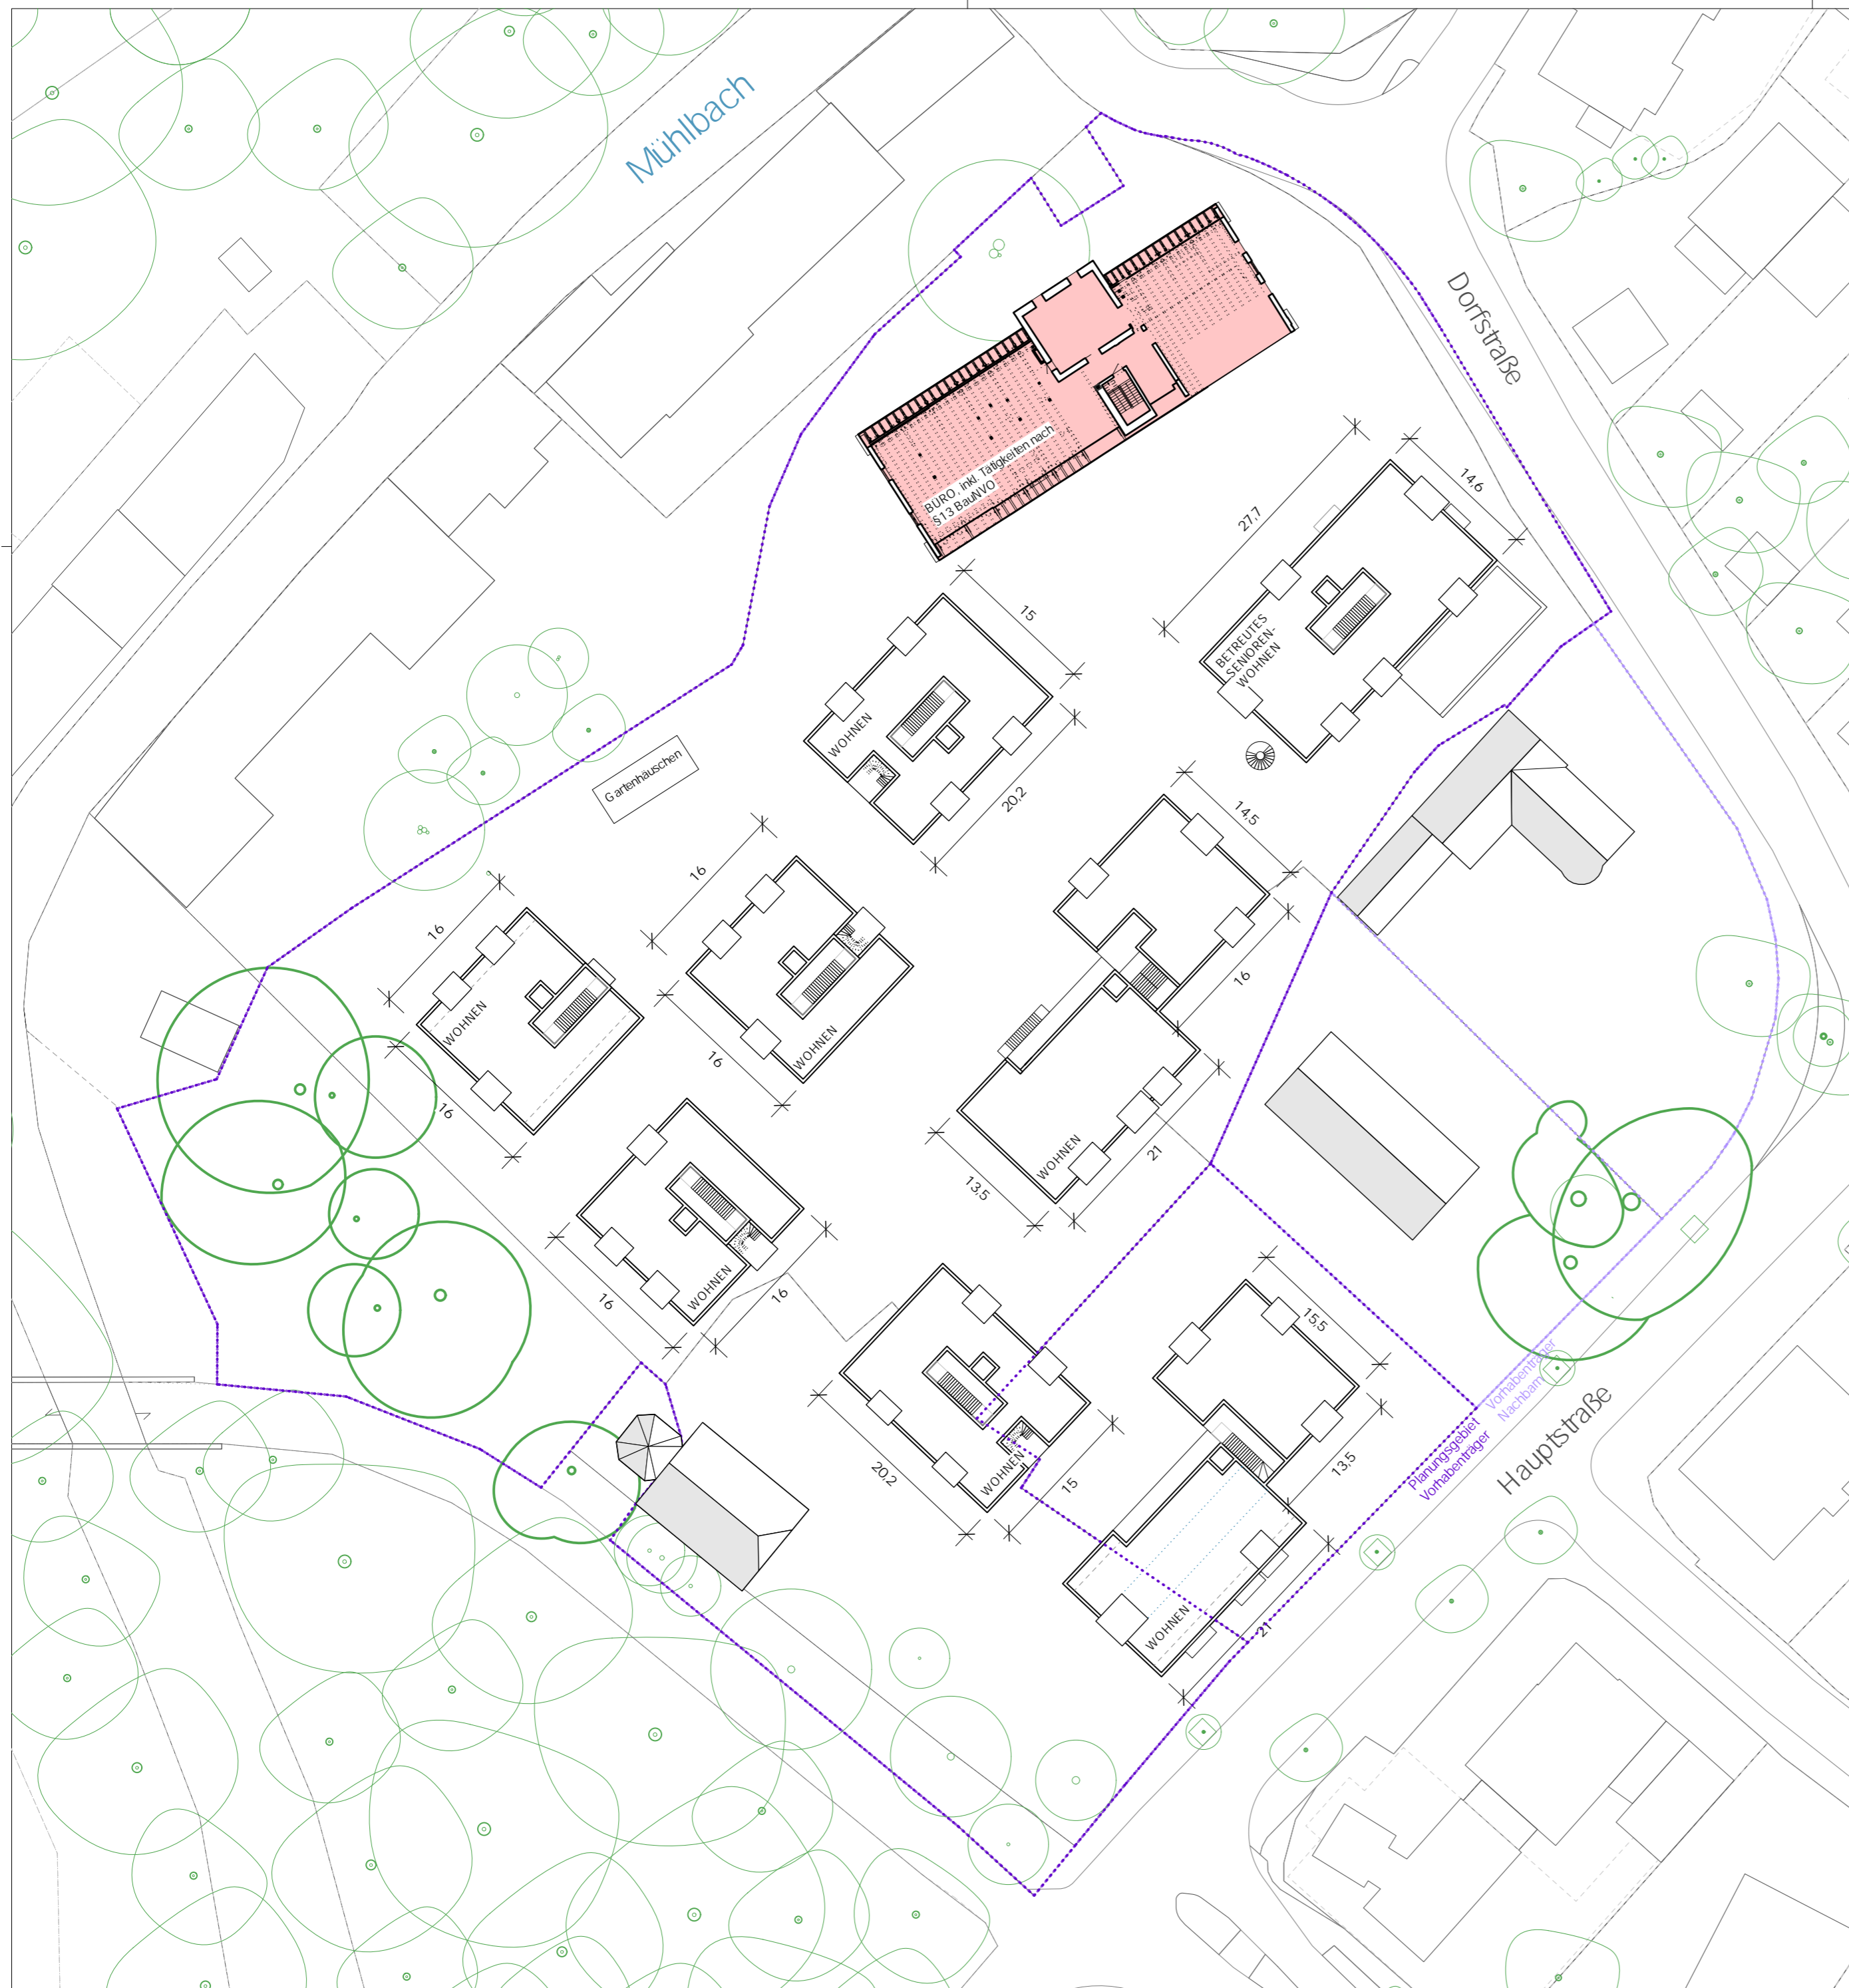 Mühlbach
Dorfstraße
BÜRO, inkl. Tätigkeiten nach
§13 BauNVO
14,6
27,7
15
BETREUTES
SENIOREN-
WOHNEN
WOHNEN
20,2
Gartenhäuschen
14,5
16
16
WOHNEN
16
16
WOHNEN
16
16
WOHNEN
21
13,5
WOHNEN
16
16
15,5
WOHNEN
20,2
15
13,5
WOHNEN
21
Vorhabenträger
Nachbarn
Planungsgebiet
Vorhabenträger
Hauptstraße